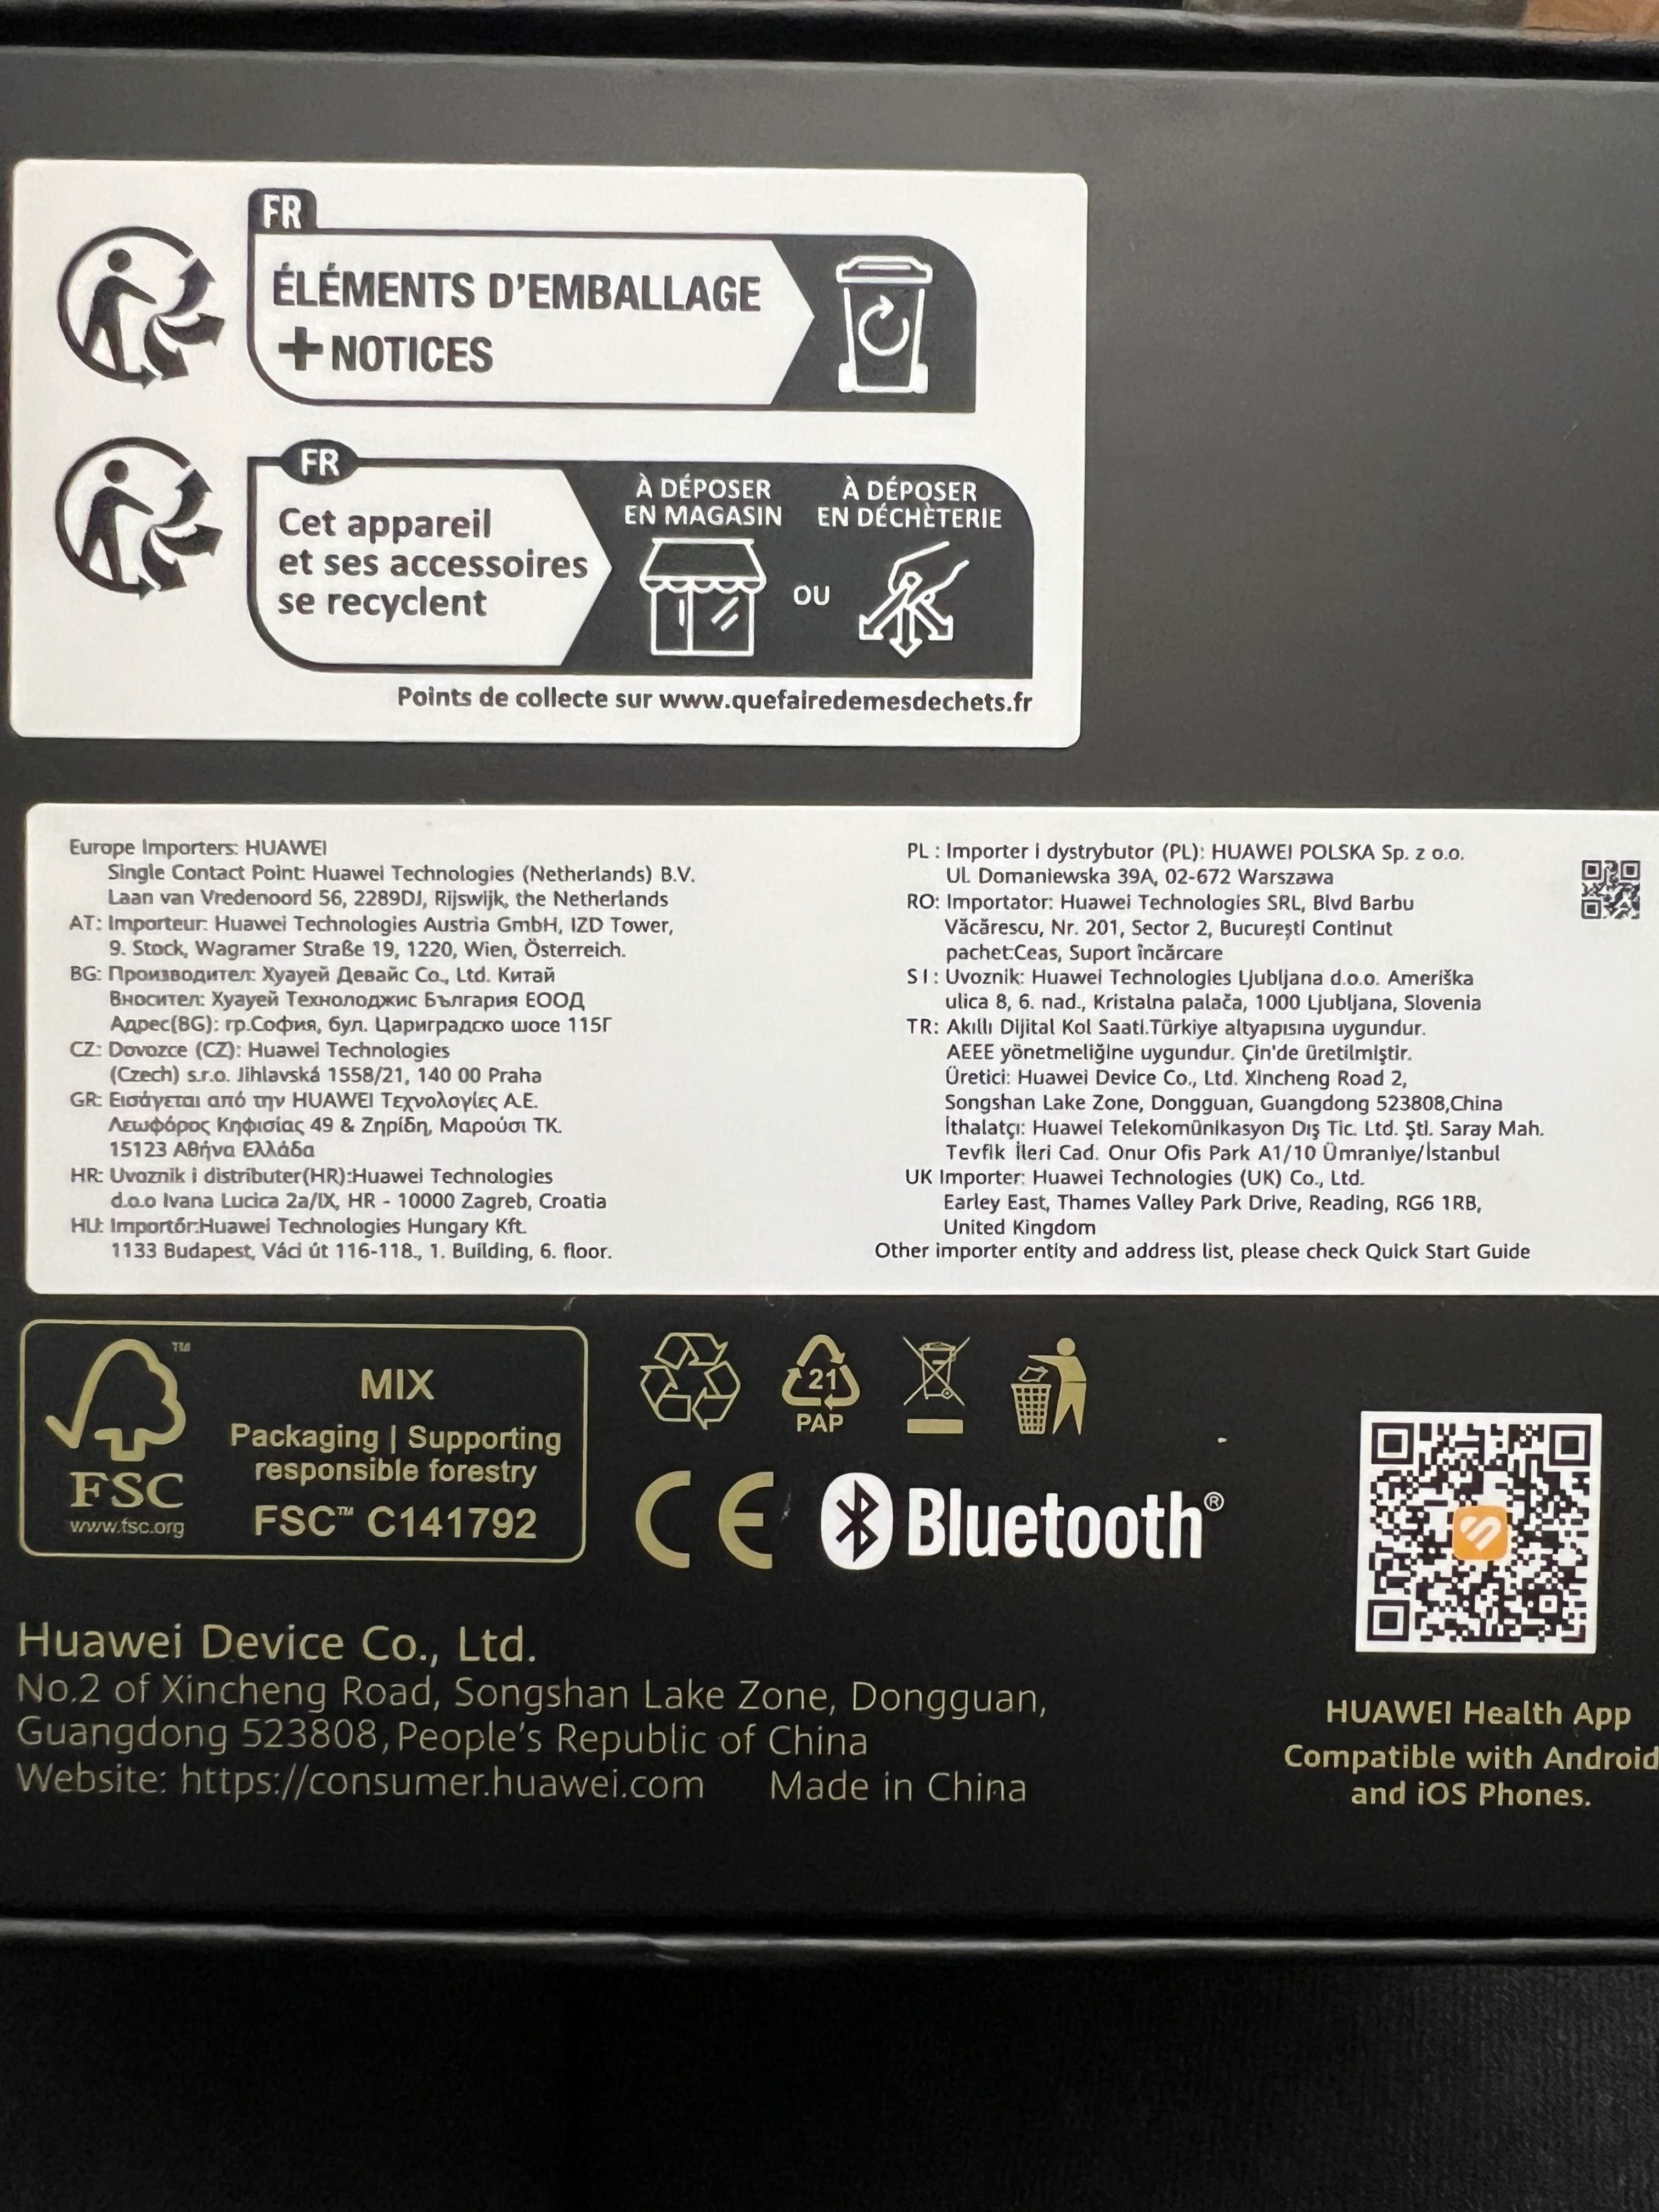 FR
ÉLÉMENTS D'EMBALLAGE
+ NOTICES
FR
Cet appareil
et ses accessoires
se recyclent
À DÉPOSER
EN MAGASIN
OU
À DÉPOSER
EN DÉCHÈTERIE
Points de collecte sur www.quefairedemesdechets.fr
Europe Importers: HUAWEI
Single Contact Point: Huawei Technologies (Netherlands) B.V.
Laan van Vredenoord 56, 2289DJ, Rijswijk, the Netherlands
AT: Importeur: Huawei Technologies Austria GmbH, IZD Tower,
9. Stock, Wagramer Straße 19, 1220, Wien, Österreich.
BG: Производител: Хуауей Девайс Co., Ltd. Китай
Вносител: Хуауей Технолоджис България ЕООД
Адрес(BG): гр.София, бул. Цариградско шосе 115Г
CZ: Dovozce (CZ): Huawei Technologies
(Czech) s.r.o. Jihlavská 1558/21, 140 00 Praha
GR: Εισάγεται από την HUAWEI Τεχνολογίες Α.Ε.
Λεωφόρος Κηφισίας 49 & Ζηρίδη, Μαρούσι ΤΚ.
15123 Αθήνα Ελλάδα
HR: Uvoznik i distributer(HR):Huawei Technologies
d.o.o Ivana Lucica 2a/IX, HR - 10000 Zagreb, Croatia
HU: Importőr:Huawei Technologies Hungary Kft.
1133 Budapest, Váci út 116-118., 1. Building, 6. floor.
PL : Importer i dystrybutor (PL): HUAWEI POLSKA Sp. z o.o.
Ul. Domaniewska 39A, 02-672 Warszawa
RO: Importator: Huawei Technologies SRL, Blvd Barbu
Văcărescu, Nr. 201, Sector 2, București Continut
pachet:Ceas, Suport încărcare
SI : Uvoznik: Huawei Technologies Ljubljana d.o.o. Ameriška
ulica 8, 6. nad., Kristalna palača, 1000 Ljubljana, Slovenia
TR: Akıllı Dijital Kol Saati.Türkiye altyapısına uygundur.
AEEE yönetmeliğine uygundur. Çin'de üretilmiştir.
Üretici: Huawei Device Co., Ltd. Xincheng Road 2,
Songshan Lake Zone, Dongguan, Guangdong 523808,China
İthalatçı: Huawei Telekomünikasyon Dış Tic. Ltd. Şti. Saray Mah.
Tevfik İleri Cad. Onur Ofis Park A1/10 Ümraniye/İstanbul
UK Importer: Huawei Technologies (UK) Co., Ltd.
Earley East, Thames Valley Park Drive, Reading, RG6 1RB,
United Kingdom
Other importer entity and address list, please check Quick Start Guide
™
FSC
www.fsc.org
MIX
Packaging | Supporting
responsible forestry
FSC™ C141792
21
PAP
CE
Bluetooth®
Huawei Device Co., Ltd.
No.2 of Xincheng Road, Songshan Lake Zone, Dongguan,
Guangdong 523808, People's Republic of China
Website: https://consumer.huawei.com Made in China
HUAWEI Health App
Compatible with Android
and iOS Phones.